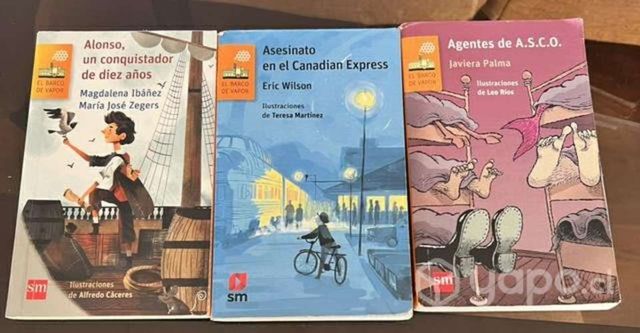 Alonso,
un conquistador
de diez años
Magdalena Ibáñez
María José Zegers
EL BARCO
DE VAPOR
sm
Ilustraciones
de Alfredo Cáceres
EL BARCO
DE VAPOR
Asesinato
en el Canadian Express
Eric Wilson
Ilustraciones
de Teresa Martínez
sm
EL BARCO
DE VAPOR
Agentes de A.S.C.O.
Javiera Palma
Ilustraciones
de Leo Ríos
sm
yapo.cl